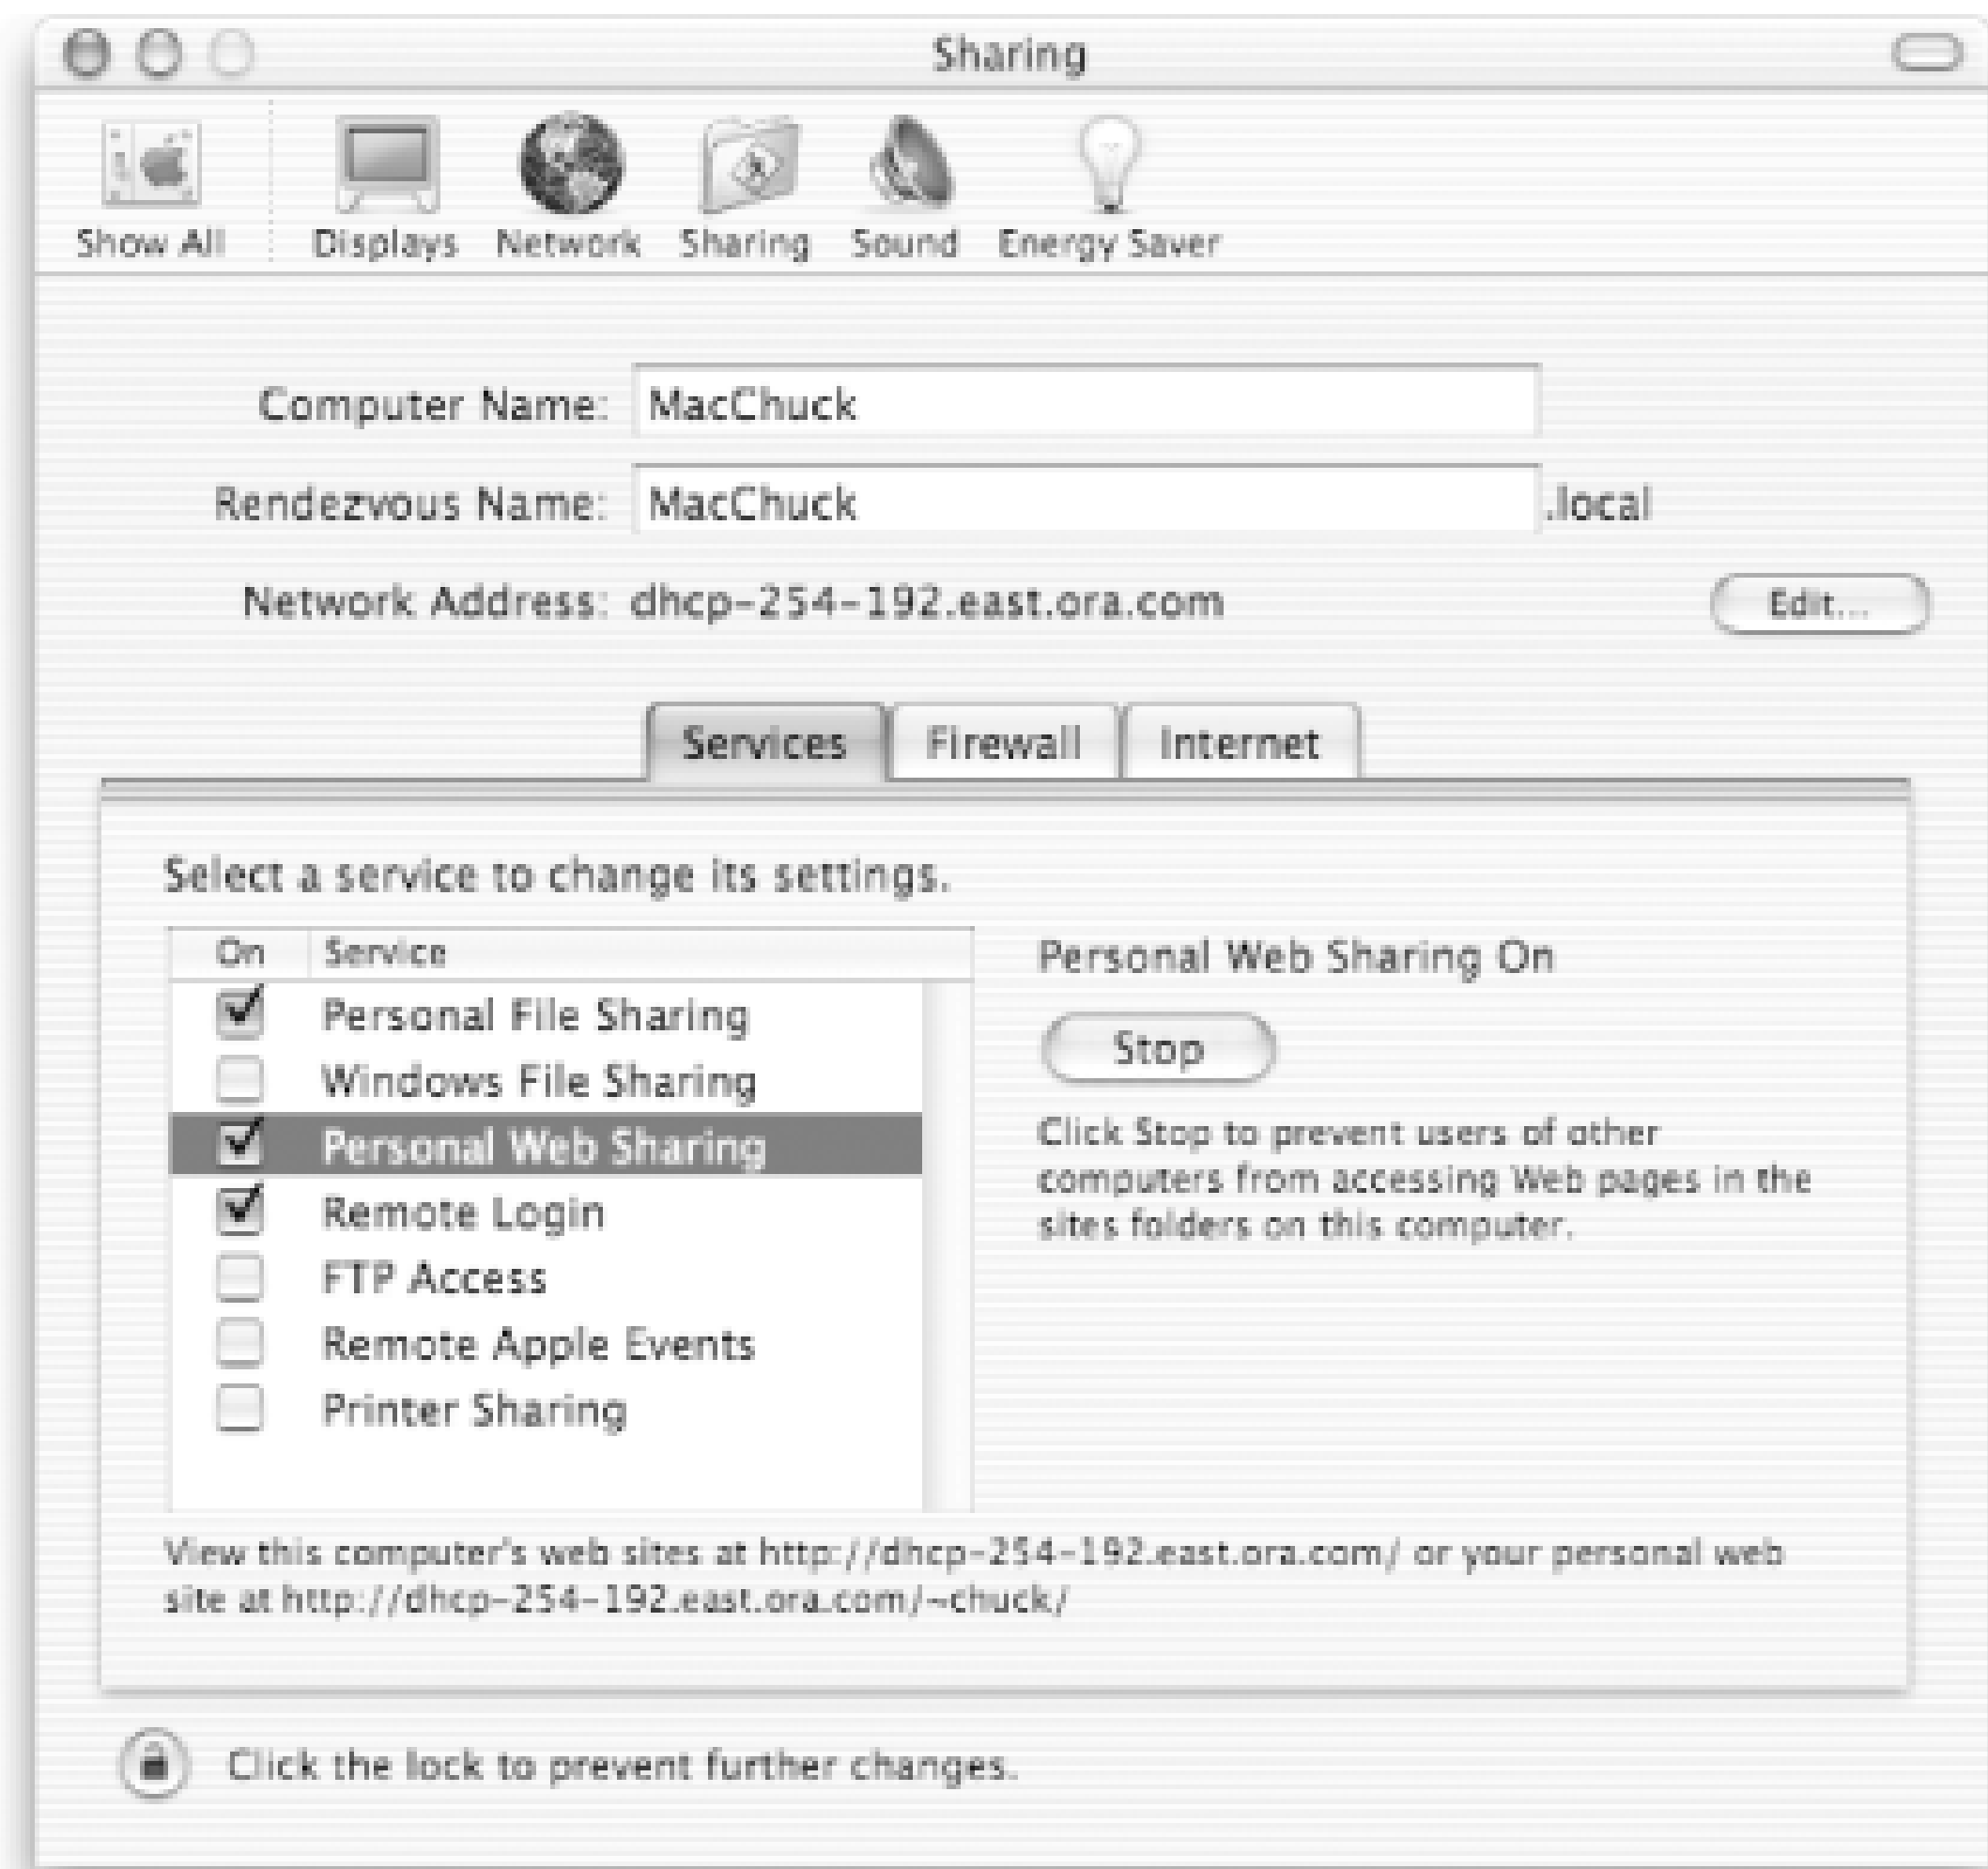 Sharing
Show All
Displays
Network
Sharing
Sound
Energy Saver
Computer Name: MacChuck
Rendezvous Name: MacChuck .local
Network Address: dhcp-254-192.east.ora.com Edit...
Services
Firewall
Internet
Select a service to change its settings.
On Service
Personal File Sharing
Windows File Sharing
Personal Web Sharing
Remote Login
FTP Access
Remote Apple Events
Printer Sharing
Personal Web Sharing On
Stop
Click Stop to prevent users of other
computers from accessing Web pages in the
sites folders on this computer.
View this computer's web sites at http://dhcp-254-192.east.ora.com/ or your personal web
site at http://dhcp-254-192.east.ora.com/~chuck/
Click the lock to prevent further changes.